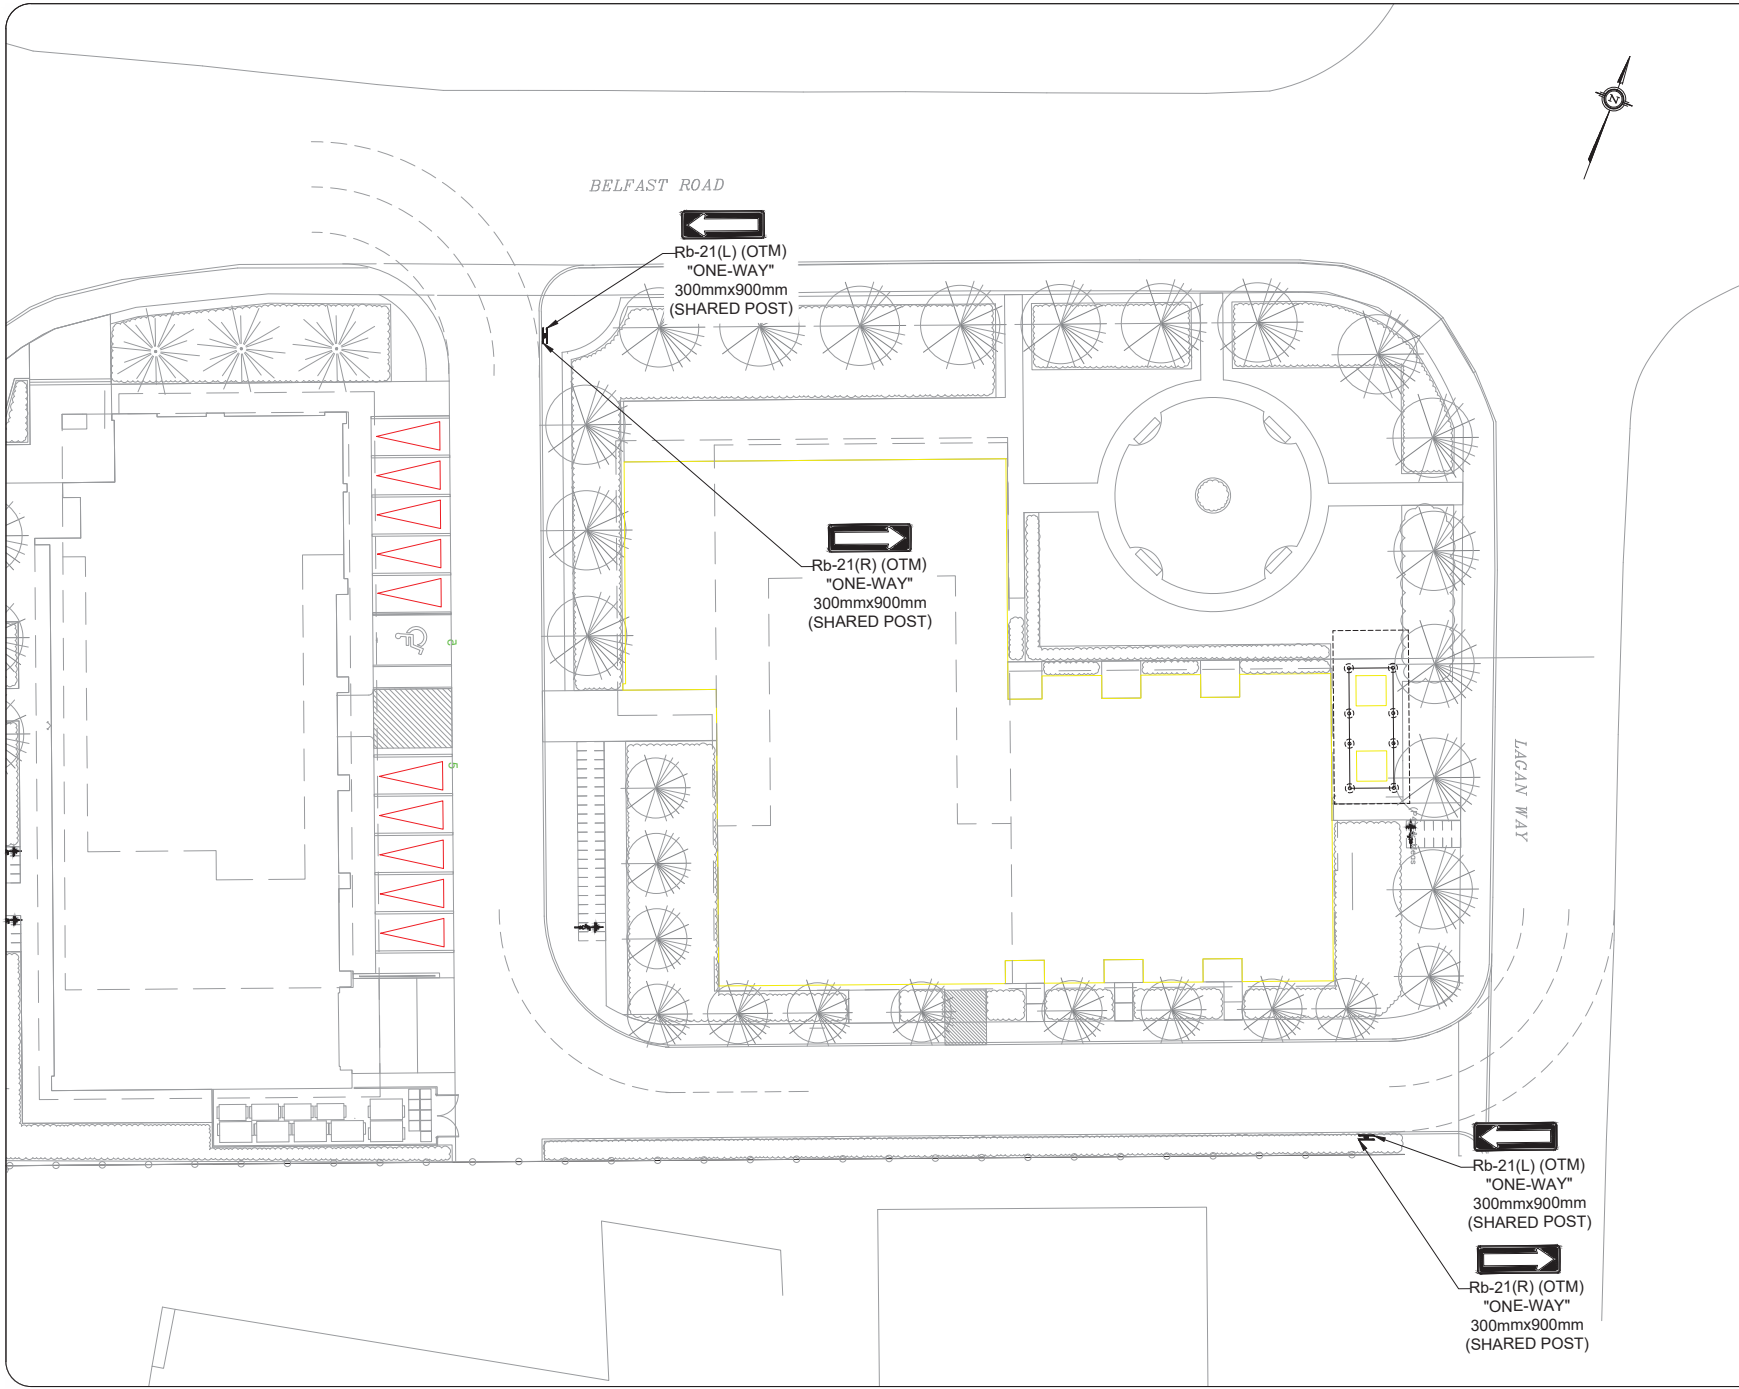 N
BELFAST ROAD
Rb-21(L) (OTM)
"ONE-WAY"
300mmx900mm
(SHARED POST)
Rb-21(R) (OTM)
"ONE-WAY"
300mmx900mm
(SHARED POST)
5
LAGAN WAY
Rb-21(L) (OTM)
"ONE-WAY"
300mmx900mm
(SHARED POST)
Rb-21(R) (OTM)
"ONE-WAY"
300mmx900mm
(SHARED POST)